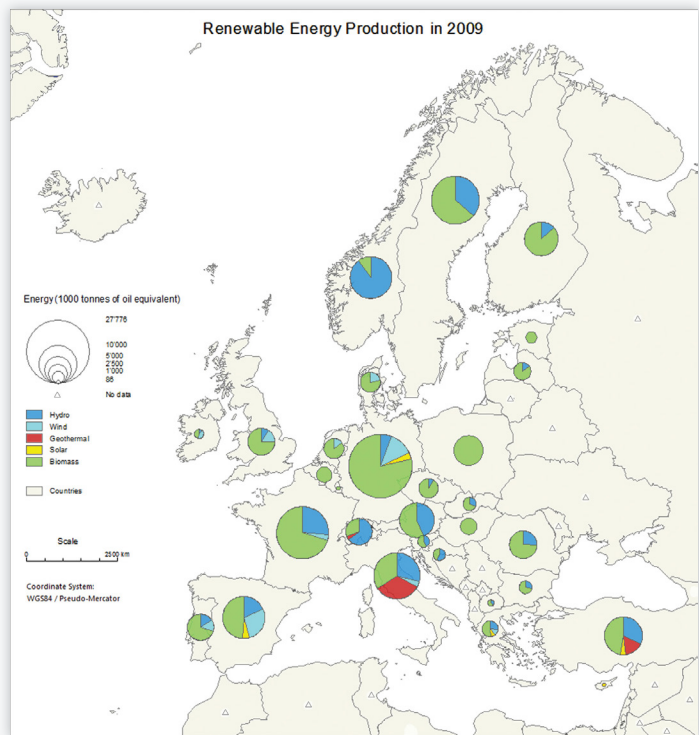 Renewable Energy Production in 2009
Energy (1000 tonnes of oil equivalent)
27'776
10'000
5'000
2'500
1'000
86
No data
Hydro
Wind
Geothermal
Solar
Biomass
Countries
Scale
0 2500 km
Coordinate System:
WGS84 / Pseudo-Mercator